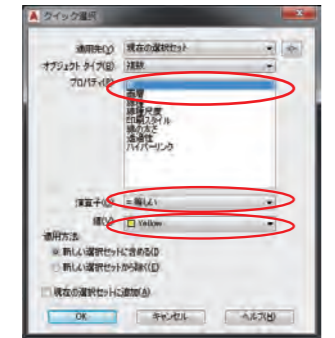 クイック選択
適用先(Y) 現在の選択セット
オブジェクト タイプ(B) 複数
プロパティ(P)
画層
線種
線種尺度
印刷スタイル
線の太さ
透過性
ハイパーリンク
演算子(O) = 等しい
値(V) Yellow
適用方法
新しい選択セットに含める(I)
新しい選択セットから除く(E)
現在の選択セットに追加(A)
OK キャンセル ヘルプ(H)